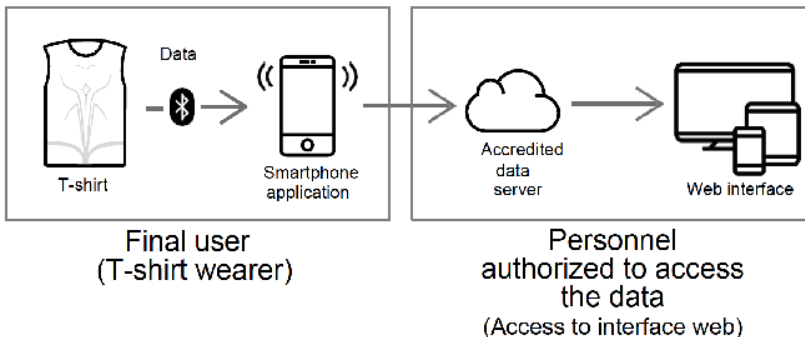 Data
T-shirt
Smartphone
application
Accredited
data
server
Web interface
Final user
(T-shirt wearer)
Personnel
authorized to access
the data
(Access to interface web)